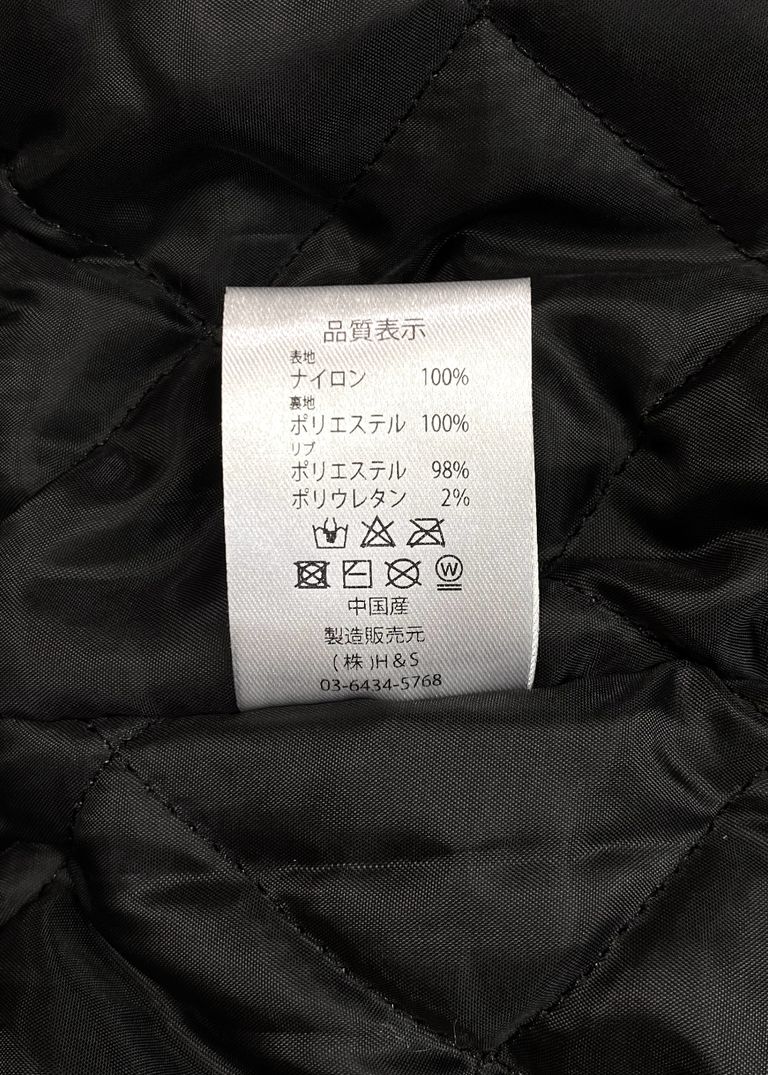 品質表示
表地
ナイロン 100%
裏地
ポリエステル 100%
リブ
ポリエステル 98%
ポリウレタン 2%
W
中国産
製造販売元
(株)H&S
03-6434-5768